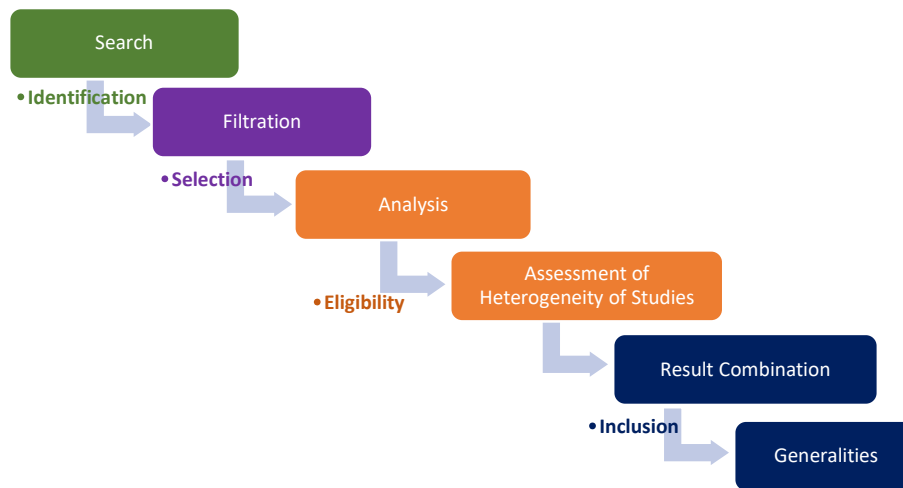 Search
•Identification
Filtration
•Selection
Analysis
Assessment of
Heterogeneity of Studies
•Eligibility
Result Combination
•Inclusion
Generalities